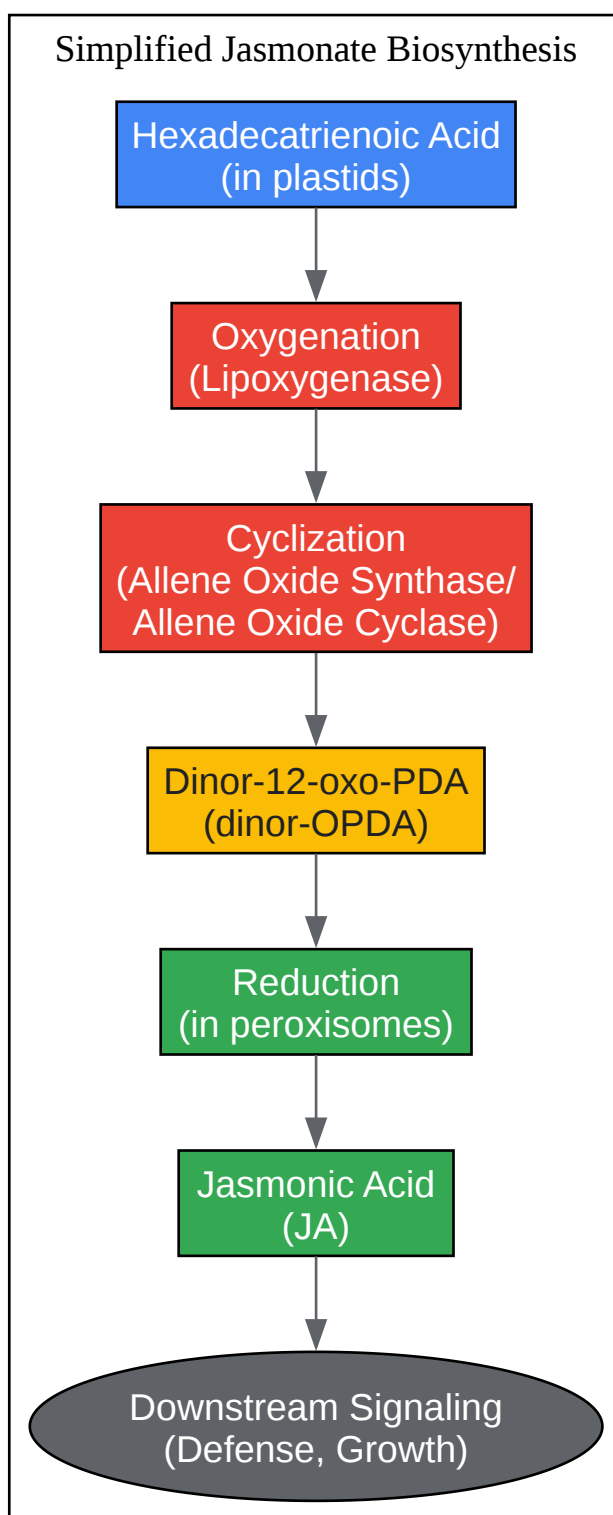 Simplified Jasmonate Biosynthesis
Hexadecatrienoic Acid
(in plastids)
Oxygenation
(Lipoxygenase)
Cyclization
(Allene Oxide Synthase/
Allene Oxide Cyclase)
Dinor-12-oxo-PDA
(dinor-OPDA)
Reduction
(in peroxisomes)
Jasmonic Acid
(JA)
Downstream Signaling
(Defense, Growth)